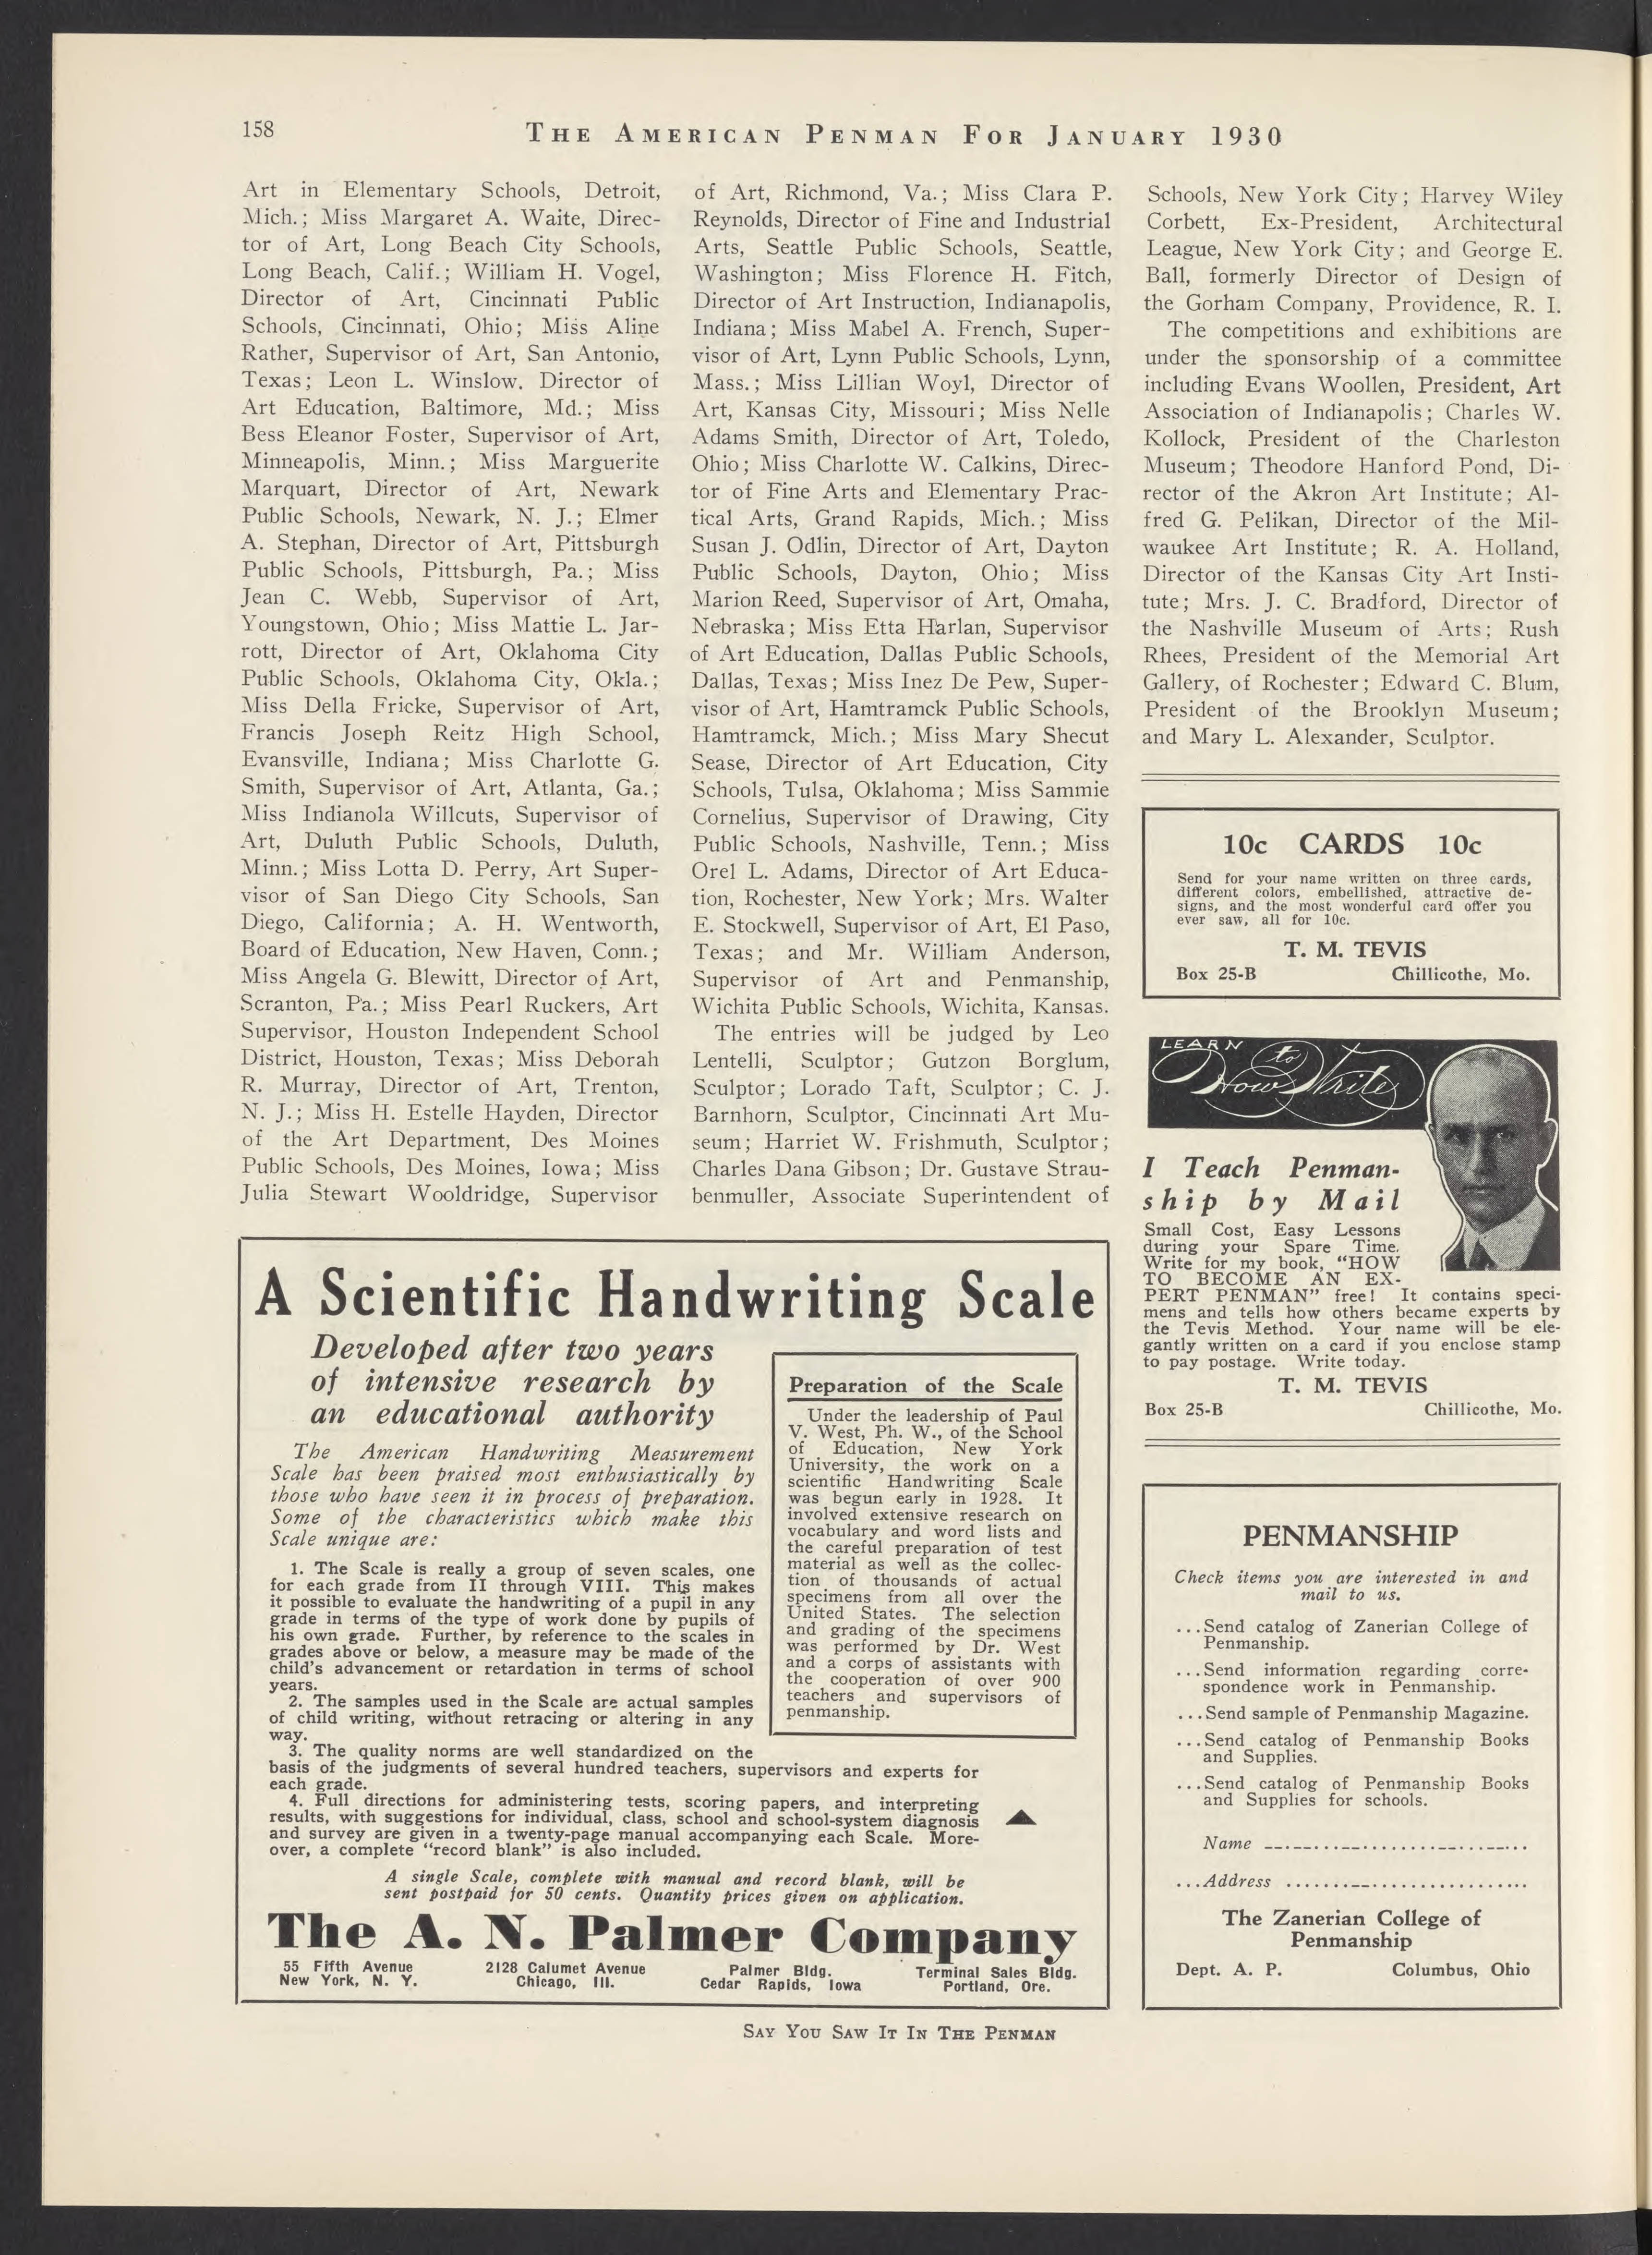 158
THE AMERICAN PENMAN FOR JANUARY 1930
Art in Elementary Schools, Detroit,
Mich.; Miss Margaret A. Waite, Direc-
tor of Art, Long Beach City Schools,
Long Beach, Calif.; William H. Vogel,
Director of Art, Cincinnati Public
Schools, Cincinnati, Ohio; Miss Aline
Rather, Supervisor of Art, San Antonio,
Texas; Leon L. Winslow. Director of
Art Education, Baltimore, Md.; Miss
Bess Eleanor Foster, Supervisor of Art,
Minneapolis, Minn.; Miss Marguerite
Marquart, Director of Art, Newark
Public Schools, Newark, N. J.; Elmer
A. Stephan, Director of Art, Pittsburgh
Public Schools, Pittsburgh, Pa.; Miss
Jean C. Webb, Supervisor of Art,
Youngstown, Ohio; Miss Mattie L. Jar-
rott, Director of Art, Oklahoma City
Public Schools, Oklahoma City, Okla.;
Miss Della Fricke, Supervisor of Art,
Francis Joseph Reitz High School,
Evansville, Indiana; Miss Charlotte G.
Smith, Supervisor of Art, Atlanta, Ga.;
Miss Indianola Willcuts, Supervisor of
Art, Duluth Public Schools, Duluth,
Minn.; Miss Lotta D. Perry, Art Super-
visor of San Diego City Schools, San
Diego, California; A. H. Wentworth,
Board of Education, New Haven, Conn.;
Miss Angela G. Blewitt, Director of Art,
Scranton, Pa.; Miss Pearl Ruckers, Art
Supervisor, Houston Independent School
District, Houston, Texas; Miss Deborah
R. Murray, Director of Art, Trenton,
N. J.; Miss H. Estelle Hayden, Director
of the Art Department, Des Moines
Public Schools, Des Moines, Iowa; Miss
Julia Stewart Wooldridge, Supervisor
of Art, Richmond, Va.; Miss Clara P.
Reynolds, Director of Fine and Industrial
Arts, Seattle Public Schools, Seattle,
Washington; Miss Florence H. Fitch,
Director of Art Instruction, Indianapolis,
Indiana; Miss Mabel A. French, Super-
visor of Art, Lynn Public Schools, Lynn,
Mass.; Miss Lillian Woyl, Director of
Art, Kansas City, Missouri; Miss Nelle
Adams Smith, Director of Art, Toledo,
Ohio; Miss Charlotte W. Calkins, Direc-
tor of Fine Arts and Elementary Prac-
tical Arts, Grand Rapids, Mich.; Miss
Susan J. Odlin, Director of Art, Dayton
Public Schools, Dayton, Ohio; Miss
Marion Reed, Supervisor of Art, Omaha,
Nebraska; Miss Etta Harlan, Supervisor
of Art Education, Dallas Public Schools,
Dallas, Texas; Miss Inez De Pew, Super-
visor of Art, Hamtramck Public Schools,
Hamtramck, Mich.; Miss Mary Shecut
Sease, Director of Art Education, City
Schools, Tulsa, Oklahoma; Miss Sammie
Cornelius, Supervisor of Drawing, City
Public Schools, Nashville, Tenn.; Miss
Orel L. Adams, Director of Art Educa-
tion, Rochester, New York; Mrs. Walter
E. Stockwell, Supervisor of Art, El Paso,
Texas; and Mr. William Anderson,
Supervisor of Art and Penmanship,
Wichita Public Schools, Wichita, Kansas.
The entries will be judged by Leo
Lentelli, Sculptor; Gutzon Borglum,
Sculptor; Lorado Taft, Sculptor; C. J.
Barnhorn, Sculptor, Cincinnati Art Mu-
seum; Harriet W. Frishmuth, Sculptor;
Charles Dana Gibson; Dr. Gustave Strau-
benmuller, Associate Superintendent of
Schools, New York City; Harvey Wiley
Corbett, Ex-President, Architectural
League, New York City; and George E.
Ball, formerly Director of Design of
the Gorham Company, Providence, R. I.
The competitions and exhibitions are
under the sponsorship of a committee
including Evans Woollen, President, Art
Association of Indianapolis; Charles W.
Kollock, President of the Charleston
Museum; Theodore Hanford Pond, Di-
rector of the Akron Art Institute; Al-
fred G. Pelikan, Director of the Mil-
waukee Art Institute; R. A. Holland,
Director of the Kansas City Art Insti-
tute; Mrs. J. C. Bradford, Director of
the Nashville Museum of Arts; Rush
Rhees, President of the Memorial Art
Gallery, of Rochester; Edward C. Blum,
President of the Brooklyn Museum;
and Mary L. Alexander, Sculptor.
10c CARDS 10c
Send for your name written on three cards,
different colors, embellished, attractive de-
signs, and the most wonderful card offer you
ever saw, all for 10c.
T. M. TEVIS
Box 25-B Chillicothe, Mo.
LEARN to
How Write
I Teach Penman-
ship by Mail
Small Cost, Easy Lessons
during your Spare Time.
Write for my book, "HOW
TO BECOME AN EX-
PERT PENMAN" free! It contains speci-
mens and tells how others became experts by
the Tevis Method. Your name will be ele-
gantly written on a card if you enclose stamp
to pay postage. Write today.
T. M. TEVIS
Box 25-B Chillicothe, Mo.
A Scientific Handwriting Scale
Developed after two years
of intensive research by
an educational authority
The American Handwriting Measurement
Scale has been praised most enthusiastically by
those who have seen it in process of preparation.
Some of the characteristics which make this
Scale unique are:
1. The Scale is really a group of seven scales, one
for each grade from II through VIII. This makes
it possible to evaluate the handwriting of a pupil in any
grade in terms of the type of work done by pupils of
his own grade. Further, by reference to the scales in
grades above or below, a measure may be made of the
child's advancement or retardation in terms of school
years.
2. The samples used in the Scale are actual samples
of child writing, without retracing or altering in any
way.
3. The quality norms are well standardized on the
basis of the judgments of several hundred teachers, supervisors and experts for
each grade.
4. Full directions for administering tests, scoring papers, and interpreting
results, with suggestions for individual, class, school and school-system diagnosis
and survey are given in a twenty-page manual accompanying each Scale. More-
over, a complete "record blank" is also included.
Preparation of the Scale
Under the leadership of Paul
V. West, Ph. W., of the School
of Education, New York
University, the work on a
scientific Handwriting Scale
was begun early in 1928. It
involved extensive research on
vocabulary and word lists and
the careful preparation of test
material as well as the collec-
tion of thousands of actual
specimens from all over the
United States. The selection
and grading of the specimens
was performed by Dr. West
and a corps of assistants with
the cooperation of over 900
teachers and supervisors of
penmanship.
A single Scale, complete with manual and record blank, will be
sent postpaid for 50 cents. Quantity prices given on application.
The A. N. Palmer Company
55 Fifth Avenue
New York, N. Y.
2128 Calumet Avenue
Chicago, Ill.
Palmer Bldg.
Cedar Rapids, Iowa
Terminal Sales Bldg.
Portland, Ore.
PENMANSHIP
Check items you are interested in and
mail to us.
...Send catalog of Zanerian College of
Penmanship.
...Send information regarding corre-
spondence work in Penmanship.
...Send sample of Penmanship Magazine.
...Send catalog of Penmanship Books
and Supplies.
...Send catalog of Penmanship Books
and Supplies for schools.
Name
...Address
The Zanerian College of
Penmanship
Dept. A. P. Columbus, Ohio
SAY YOU SAW IT IN THE PENMAN